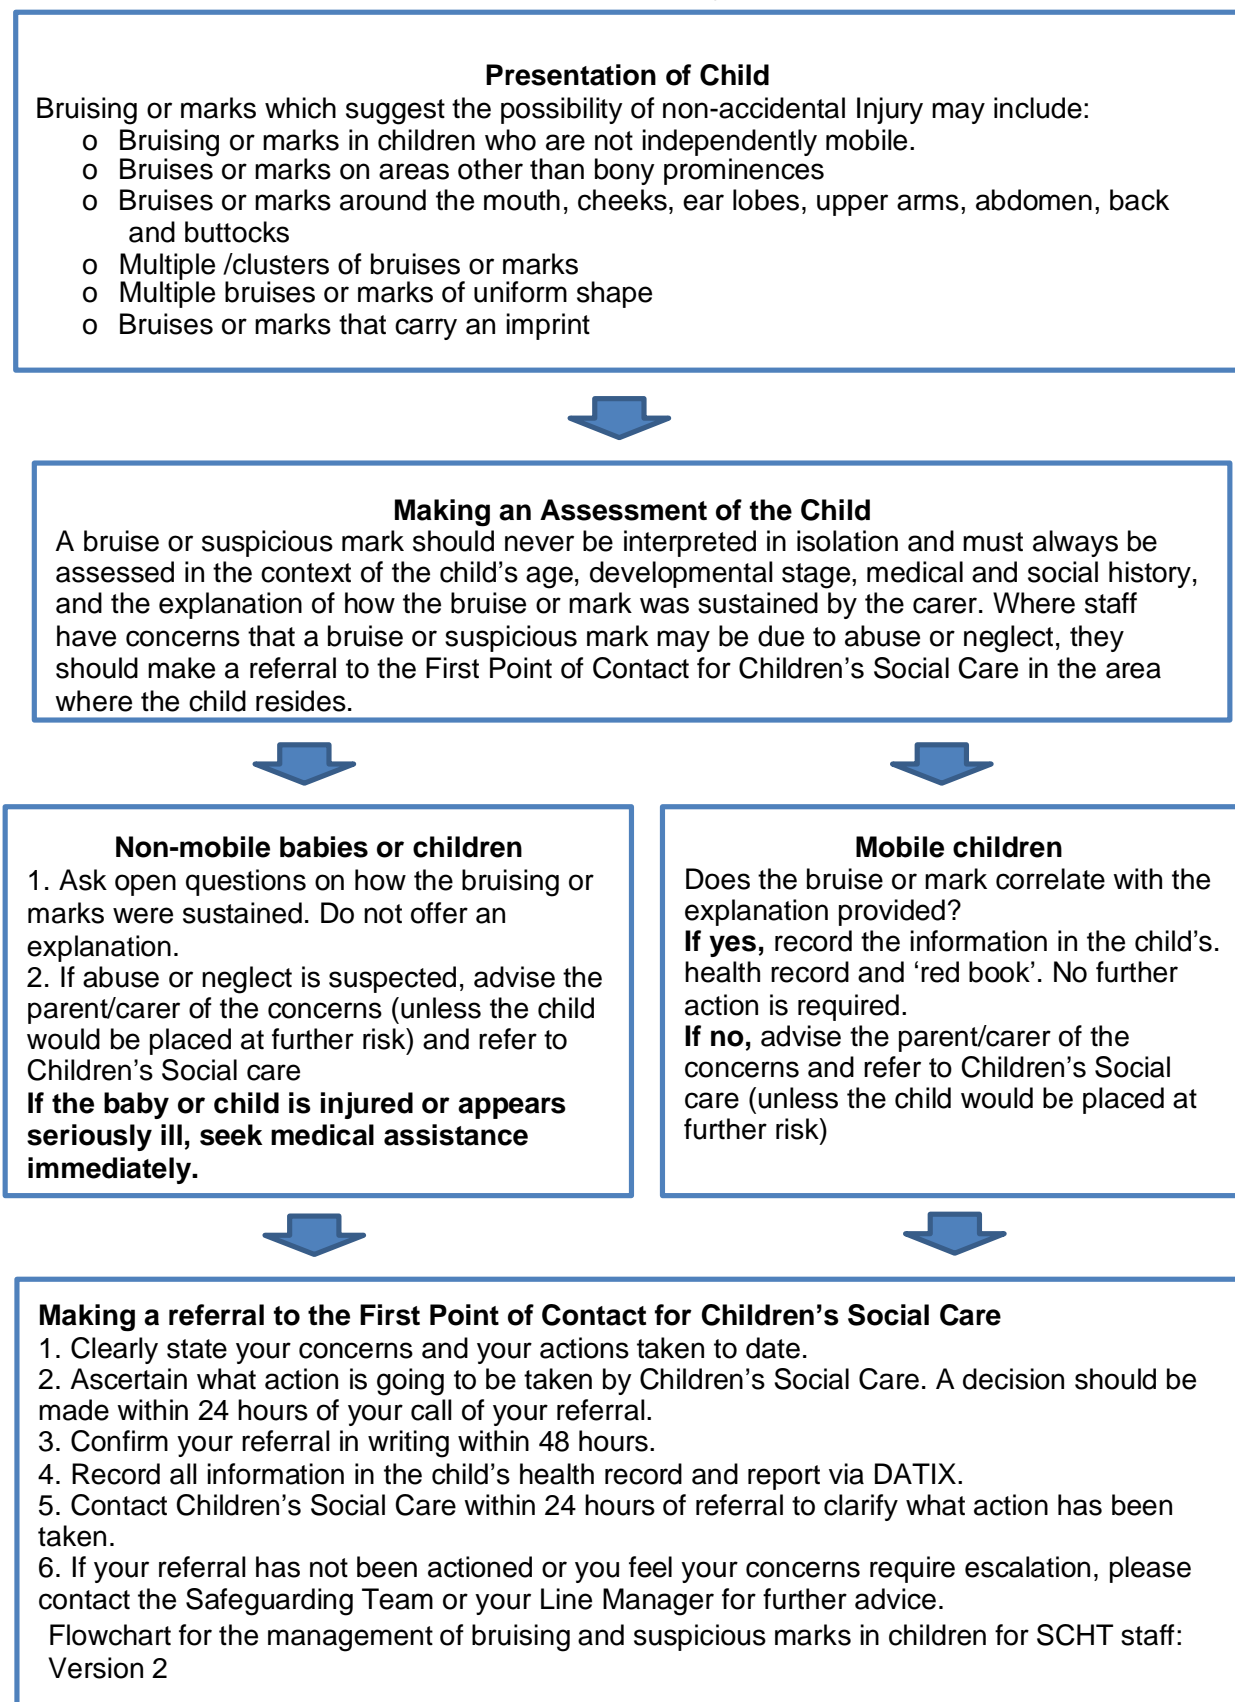 Presentation of Child
Bruising or marks which suggest the possibility of non-accidental Injury may include:
o Bruising or marks in children who are not independently mobile.
o Bruises or marks on areas other than bony prominences
o Bruises or marks around the mouth, cheeks, ear lobes, upper arms, abdomen, back
and buttocks
o Multiple /clusters of bruises or marks
o Multiple bruises or marks of uniform shape
o Bruises or marks that carry an imprint
Making an Assessment of the Child
A bruise or suspicious mark should never be interpreted in isolation and must always be
assessed in the context of the child’s age, developmental stage, medical and social history,
and the explanation of how the bruise or mark was sustained by the carer. Where staff
have concerns that a bruise or suspicious mark may be due to abuse or neglect, they
should make a referral to the First Point of Contact for Children’s Social Care in the area
where the child resides.
Non-mobile babies or children
1. Ask open questions on how the bruising or
marks were sustained. Do not offer an
explanation.
2. If abuse or neglect is suspected, advise the
parent/carer of the concerns (unless the child
would be placed at further risk) and refer to
Children’s Social care
If the baby or child is injured or appears
seriously ill, seek medical assistance
immediately.
Mobile children
Does the bruise or mark correlate with the
explanation provided?
If yes, record the information in the child’s.
health record and ‘red book’. No further
action is required.
If no, advise the parent/carer of the
concerns and refer to Children’s Social
care (unless the child would be placed at
further risk)
Making a referral to the First Point of Contact for Children’s Social Care
1. Clearly state your concerns and your actions taken to date.
2. Ascertain what action is going to be taken by Children’s Social Care. A decision should be
made within 24 hours of your call of your referral.
3. Confirm your referral in writing within 48 hours.
4. Record all information in the child’s health record and report via DATIX.
5. Contact Children’s Social Care within 24 hours of referral to clarify what action has been
taken.
6. If your referral has not been actioned or you feel your concerns require escalation, please
contact the Safeguarding Team or your Line Manager for further advice.
Flowchart for the management of bruising and suspicious marks in children for SCHT staff:
Version 2